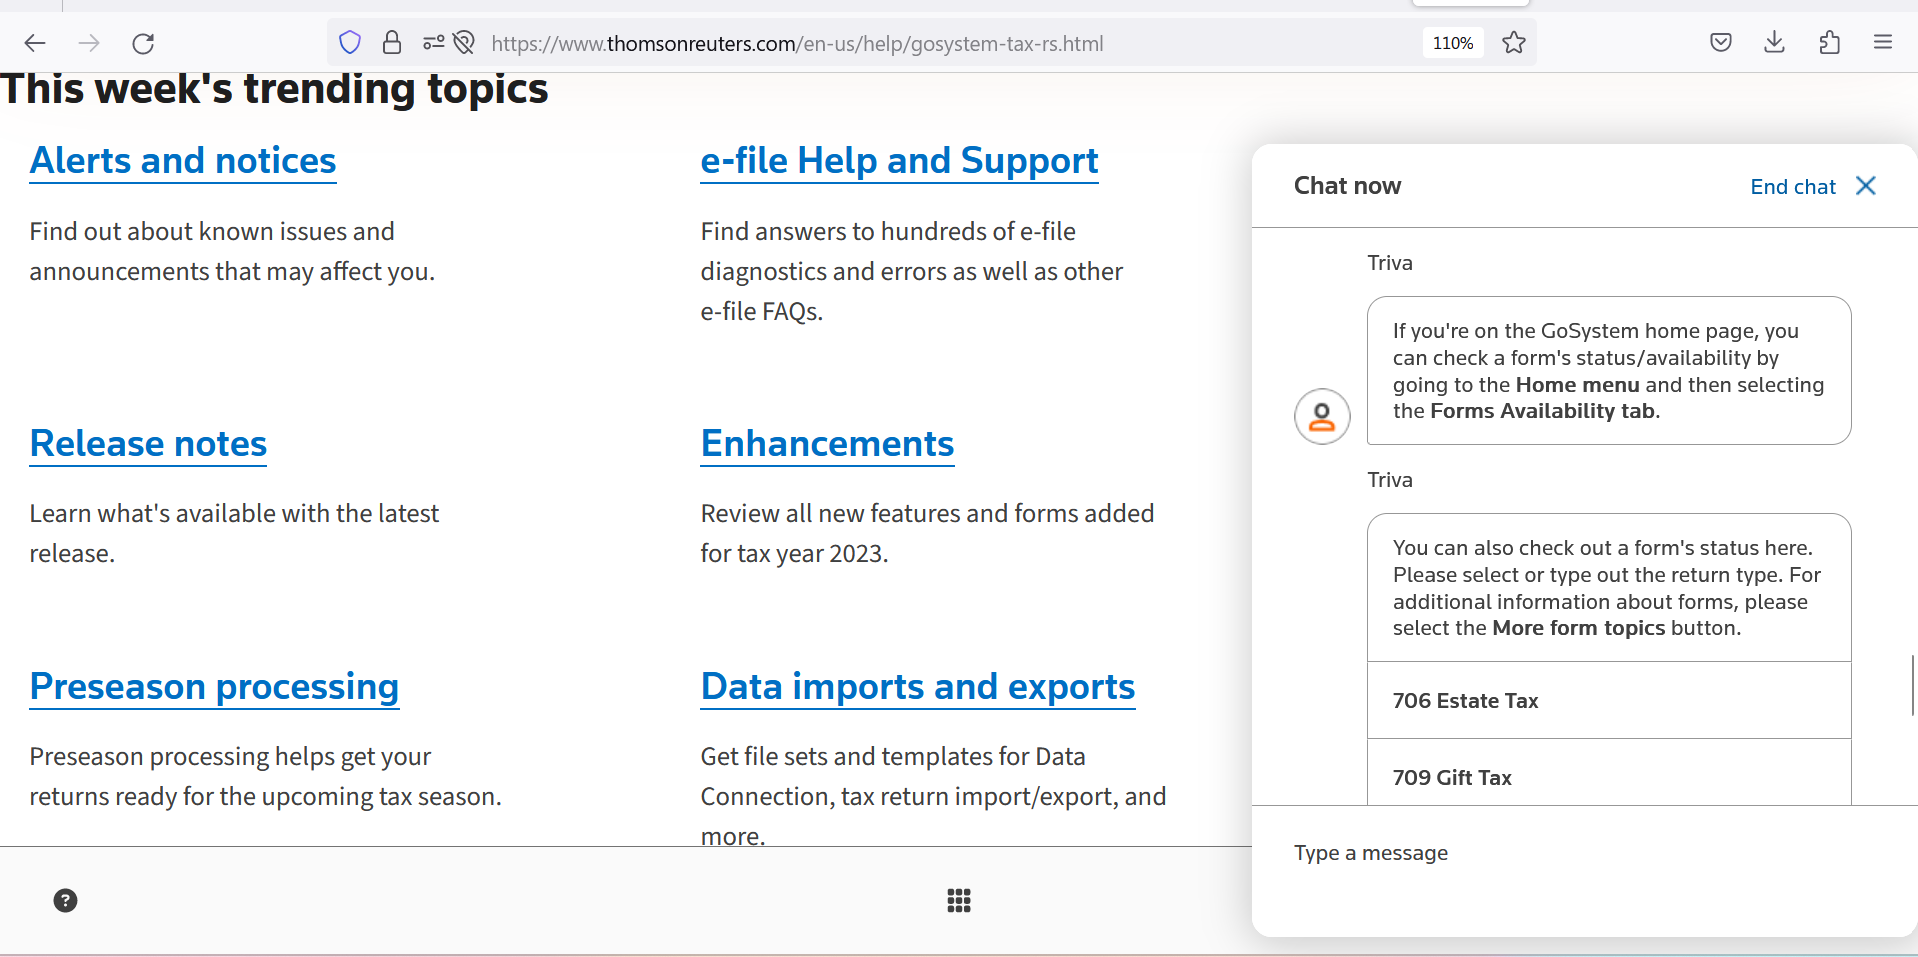 https://www.thomsonreuters.com/en-us/help/gosystem-tax-rs.html
110%
This week's trending topics
Alerts and notices
Find out about known issues and
announcements that may affect you.
e-file Help and Support
Find answers to hundreds of e-file
diagnostics and errors as well as other
e-file FAQs.
Release notes
Learn what's available with the latest
release.
Enhancements
Review all new features and forms added
for tax year 2023.
Preseason processing
Preseason processing helps get your
returns ready for the upcoming tax season.
Data imports and exports
Get file sets and templates for Data
Connection, tax return import/export, and
more.
?
Chat now
End chat
Triva
If you're on the GoSystem home page, you
can check a form's status/availability by
going to the Home menu and then selecting
the Forms Availability tab.
Triva
You can also check out a form's status here.
Please select or type out the return type. For
additional information about forms, please
select the More form topics button.
706 Estate Tax
709 Gift Tax
Type a message